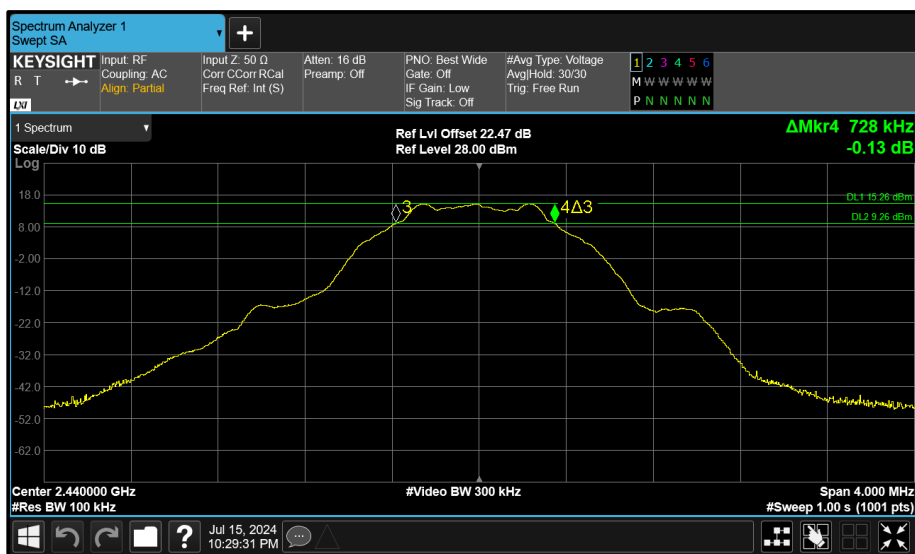 Spectrum Analyzer 1
Swept SA
KEYSIGHT
R T
LXI
Input: RF
Coupling: AC
Align: Partial
Input Z: 50 Ω
Corr CCorr RCal
Freq Ref: Int (S)
Atten: 16 dB
Preamp: Off
PNO: Best Wide
Gate: Off
IF Gain: Low
Sig Track: Off
#Avg Type: Voltage
Avg|Hold: 30/30
Trig: Free Run
1 2 3 4 5 6
M W W W W W
P N N N N N
1 Spectrum
Scale/Div 10 dB
Log
Ref Lvl Offset 22.47 dB
Ref Level 28.00 dBm
ΔMkr4 728 kHz
-0.13 dB
18.0
8.00
-2.00
-12.0
-22.0
-32.0
-42.0
-52.0
-62.0
3
4Δ3
DL1 15.26 dBm
DL2 9.26 dBm
Center 2.440000 GHz
#Res BW 100 kHz
#Video BW 300 kHz
Span 4.000 MHz
#Sweep 1.00 s (1001 pts)
?
Jul 15, 2024
10:29:31 PM